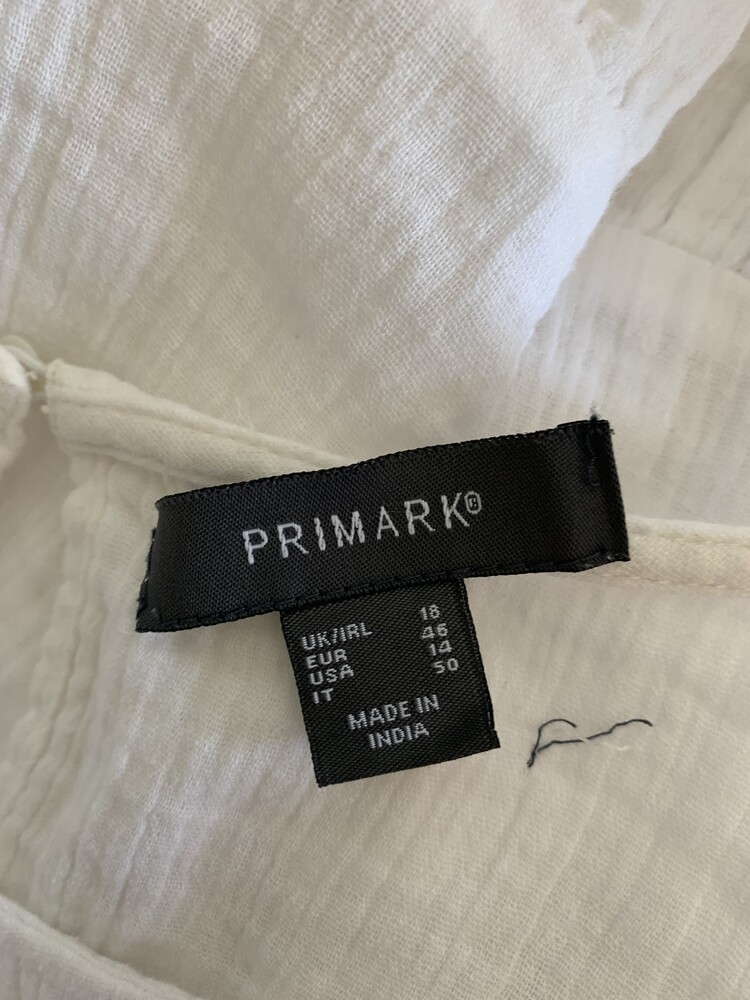 PRIMARK®
UK/IRL 18
EUR 46
USA 14
IT 50
MADE IN
INDIA